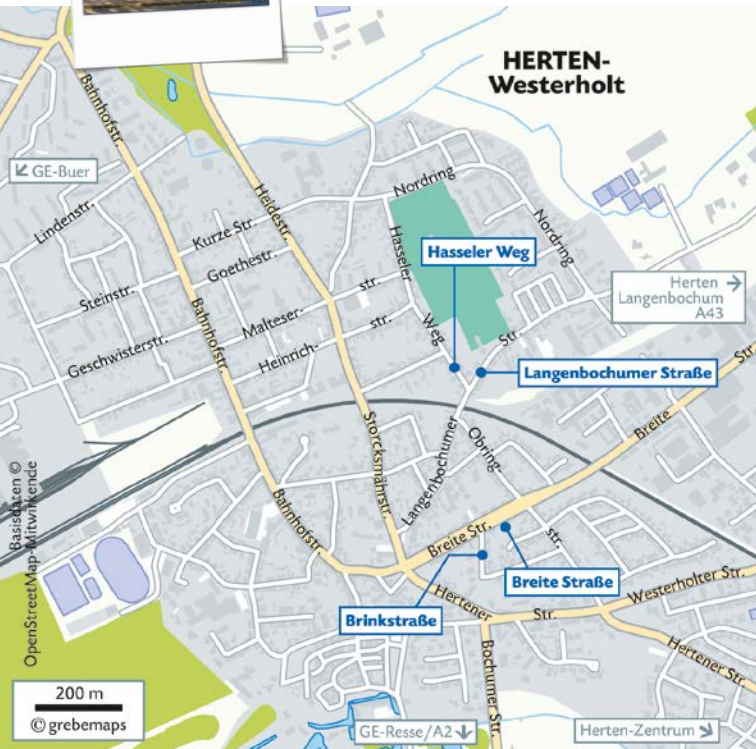 HERTEN-
Westerholt
Bahnhofstr.
GE-Buer
Lindenstr.
Kurze Str.
Heidestr.
Nordring
Nordring
Hasseler
Weg
Hasseler Weg
Goethestr.
Steinstr.
Malteser-
str.
Herten
Langenbochum
A43
Geschwisterstr.
Bahnhofstr.
Heinrich-
str.
Str.
Langenbochumer Straße
Str.
Breite
Storcksmährstr.
Langenbochumer
Obring-
str.
Basisdaten ©
OpenStreetMap-Mitwirkende
Bahnhofstr.
Breite Str.
Breite Straße
Brinkstraße
Hertener
Str.
Westerholter Str.
Hertener Str.
Bochumer Str.
200 m
© grebemaps
GE-Resse/A2
Herten-Zentrum